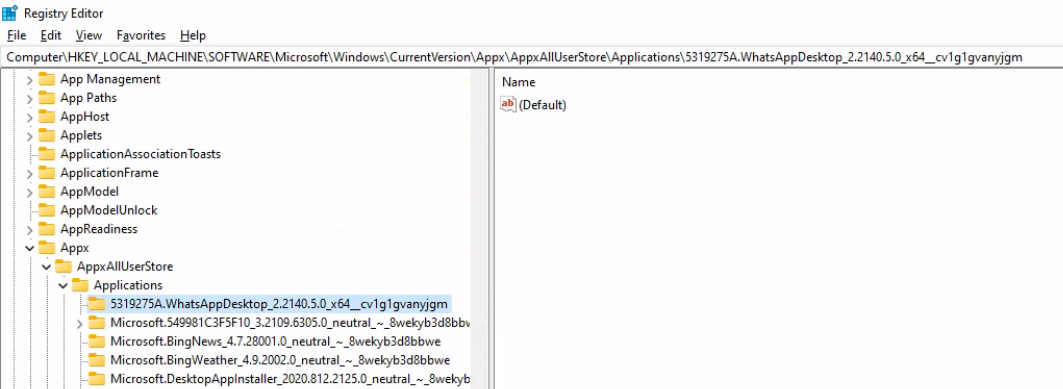 Registry Editor
File Edit View Favorites Help
Computer\HKEY_LOCAL_MACHINE\SOFTWARE\Microsoft\Windows\CurrentVersion\Appx\AppxAllUserStore\Applications\5319275A.WhatsAppDesktop_2.2140.5.0_x64__cv1g1gvanyjgm
App Management
App Paths
AppHost
Applets
ApplicationAssociationToasts
ApplicationFrame
AppModel
AppModelUnlock
AppReadiness
Appx
AppxAllUserStore
Applications
5319275A.WhatsAppDesktop_2.2140.5.0_x64__cv1g1gvanyjgm
Microsoft.549981C3F5F10_3.2109.6305.0_neutral_~_8wekyb3d8bbw
Microsoft.BingNews_4.7.28001.0_neutral_~_8wekyb3d8bbwe
Microsoft.BingWeather_4.9.2002.0_neutral_~_8wekyb3d8bbwe
Microsoft.DesktopAppInstaller_2020.812.2125.0_neutral_~_8wekyb
Name
ab (Default)